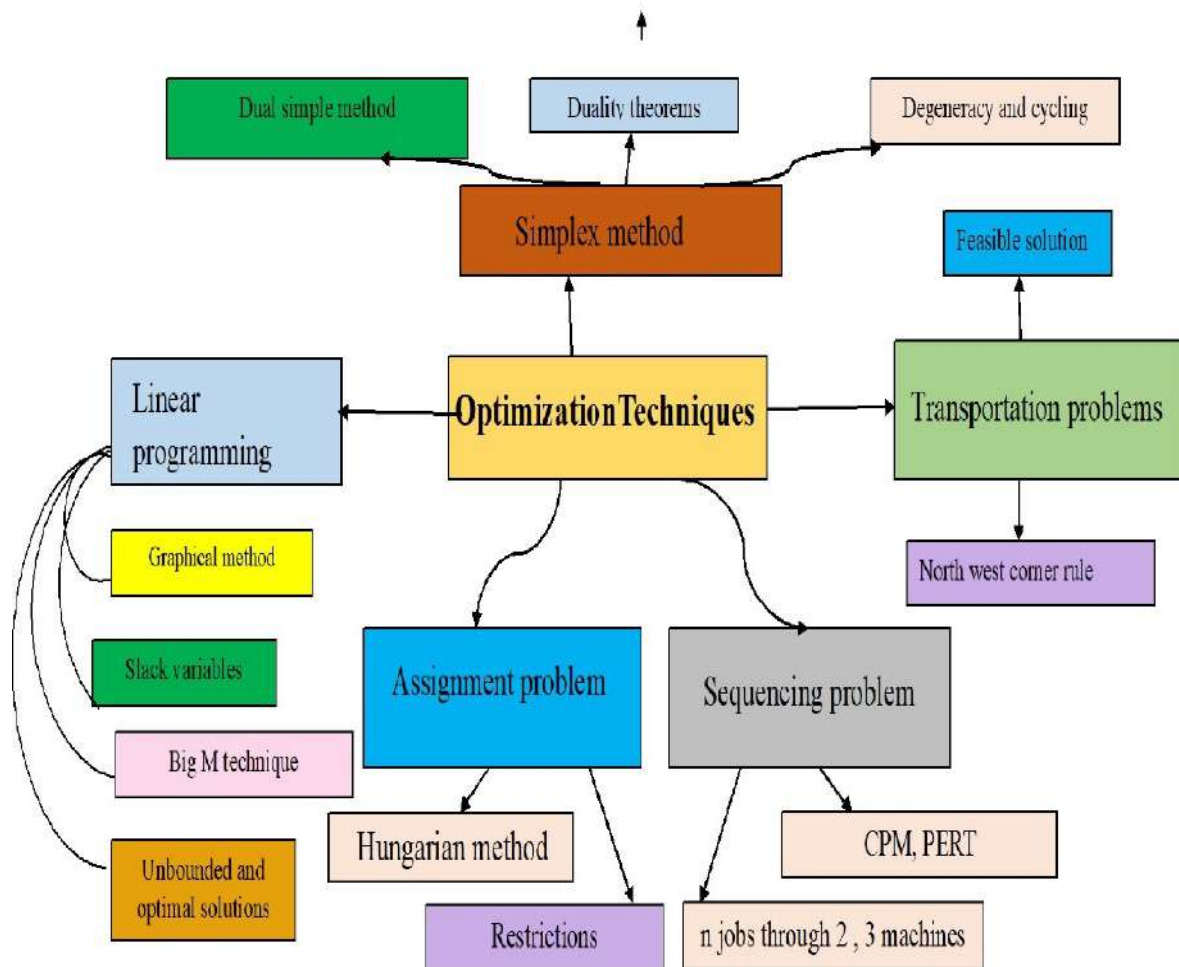 Dual simple method
Duality theorems
Degeneracy and cycling
Simplex method
Feasible solution
Linear
programming
OptimizationTechniques
Transportation problems
Graphical method
North west corner rule
Slack variables
Assignment problem
Sequencing problem
Big M technique
Hungarian method
CPM, PERT
Unbounded and
optimal solutions
Restrictions
n jobs through 2 , 3 machines